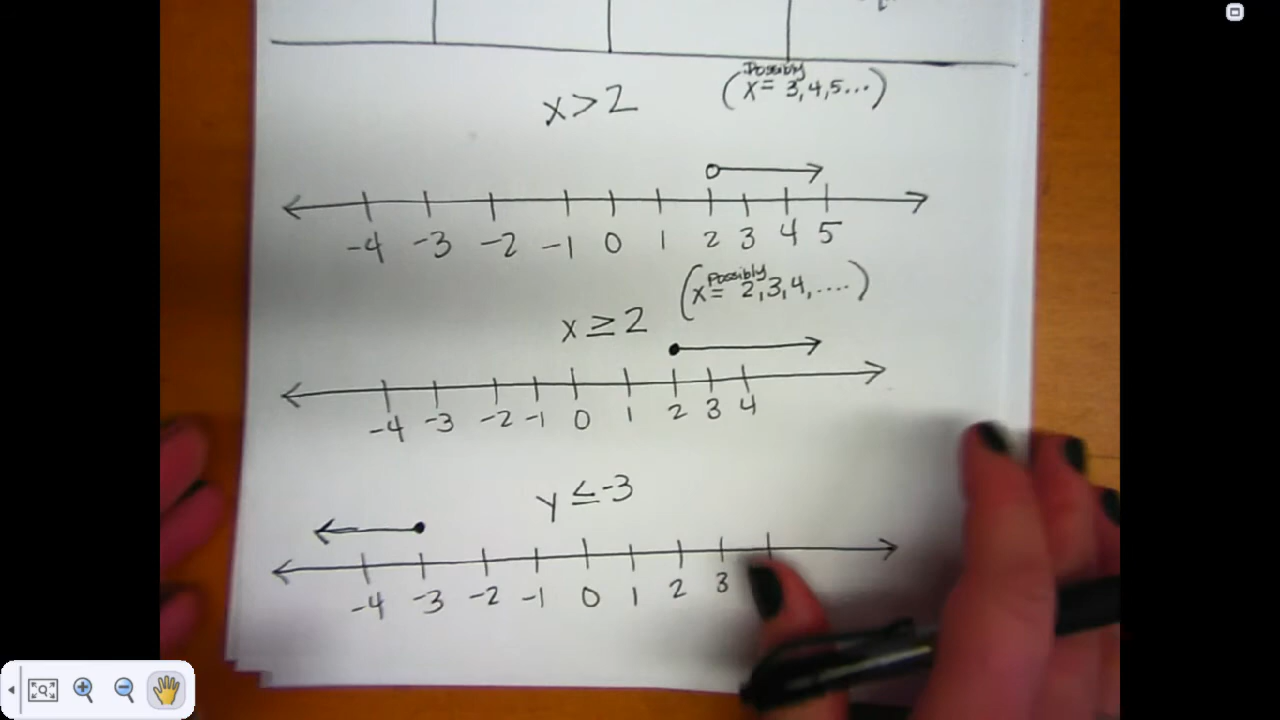 x > 2
(Possibly
x = 3,4,5...)
-4 -3 -2 -1 0 1 2 3 4 5
(Possibly
x = 2,3,4,....)
x ≥ 2
-4 -3 -2 -1 0 1 2 3 4
y ≤ -3
-4 -3 -2 -1 0 1 2 3